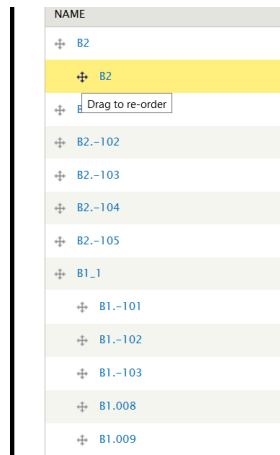 NAME
B2
B2
B
Drag to re-order
B2.-102
B2.-103
B2.-104
B2.-105
B1_1
B1.-101
B1.-102
B1.-103
B1.008
B1.009